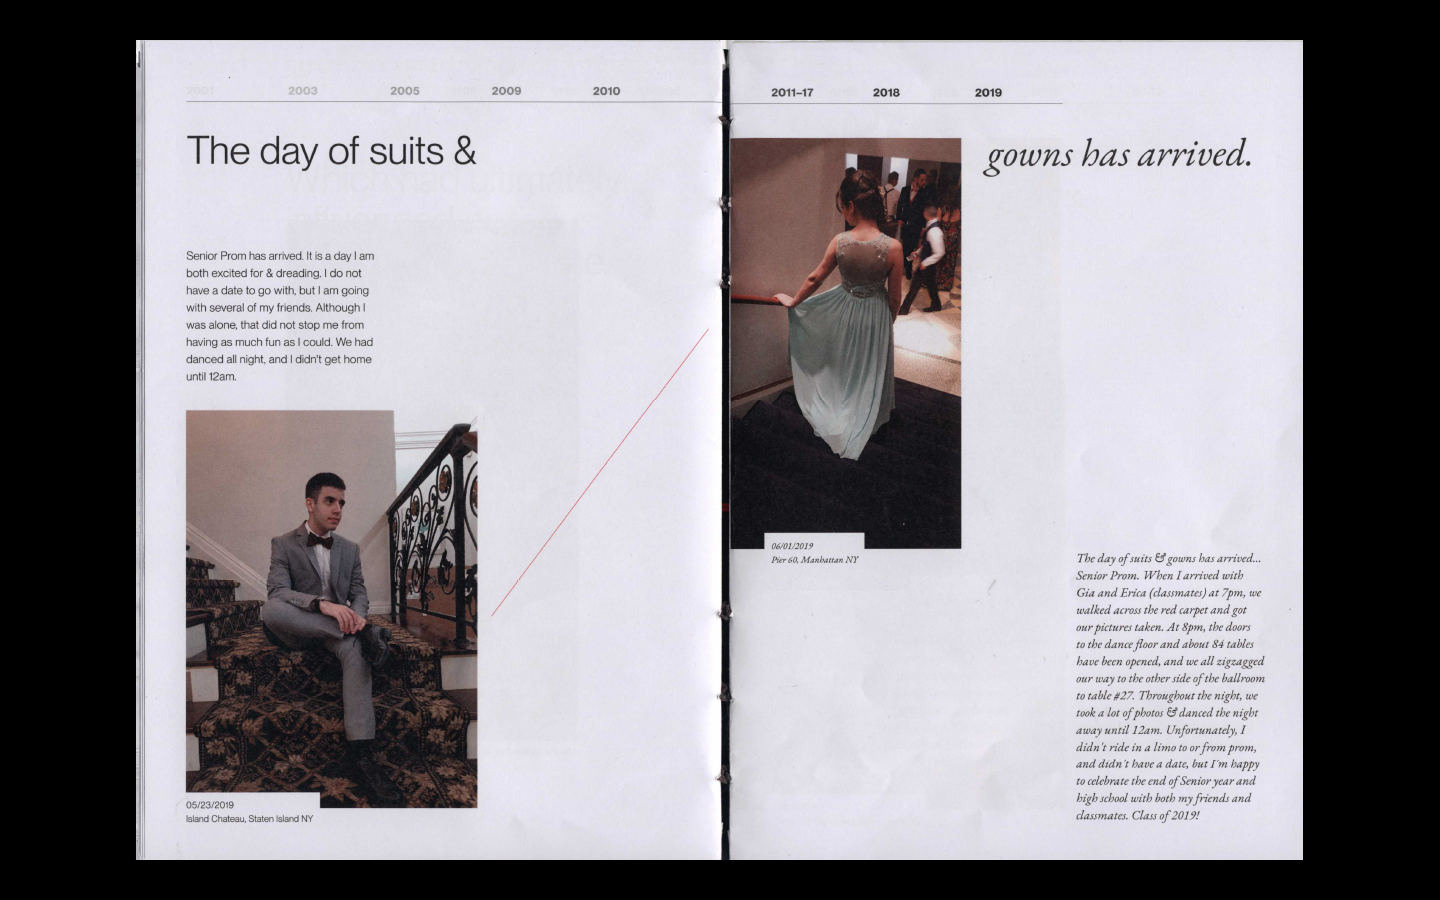 2001 2003 2005 2009 2010
2011–17 2018 2019
The day of suits &
gowns has arrived.
Senior Prom has arrived. It is a day I am
both excited for & dreading. I do not
have a date to go with, but I am going
with several of my friends. Although I
was alone, that did not stop me from
having as much fun as I could. We had
danced all night, and I didn't get home
until 12am.
05/23/2019
Island Chateau, Staten Island NY
06/01/2019
Pier 60, Manhattan NY
The day of suits & gowns has arrived...
Senior Prom. When I arrived with
Gia and Erica (classmates) at 7pm, we
walked across the red carpet and got
our pictures taken. At 8pm, the doors
to the dance floor and about 84 tables
have been opened, and we all zigzagged
our way to the other side of the ballroom
to table #27. Throughout the night, we
took a lot of photos & danced the night
away until 12am. Unfortunately, I
didn't ride in a limo to or from prom,
and didn't have a date, but I'm happy
to celebrate the end of Senior year and
high school with both my friends and
classmates. Class of 2019!